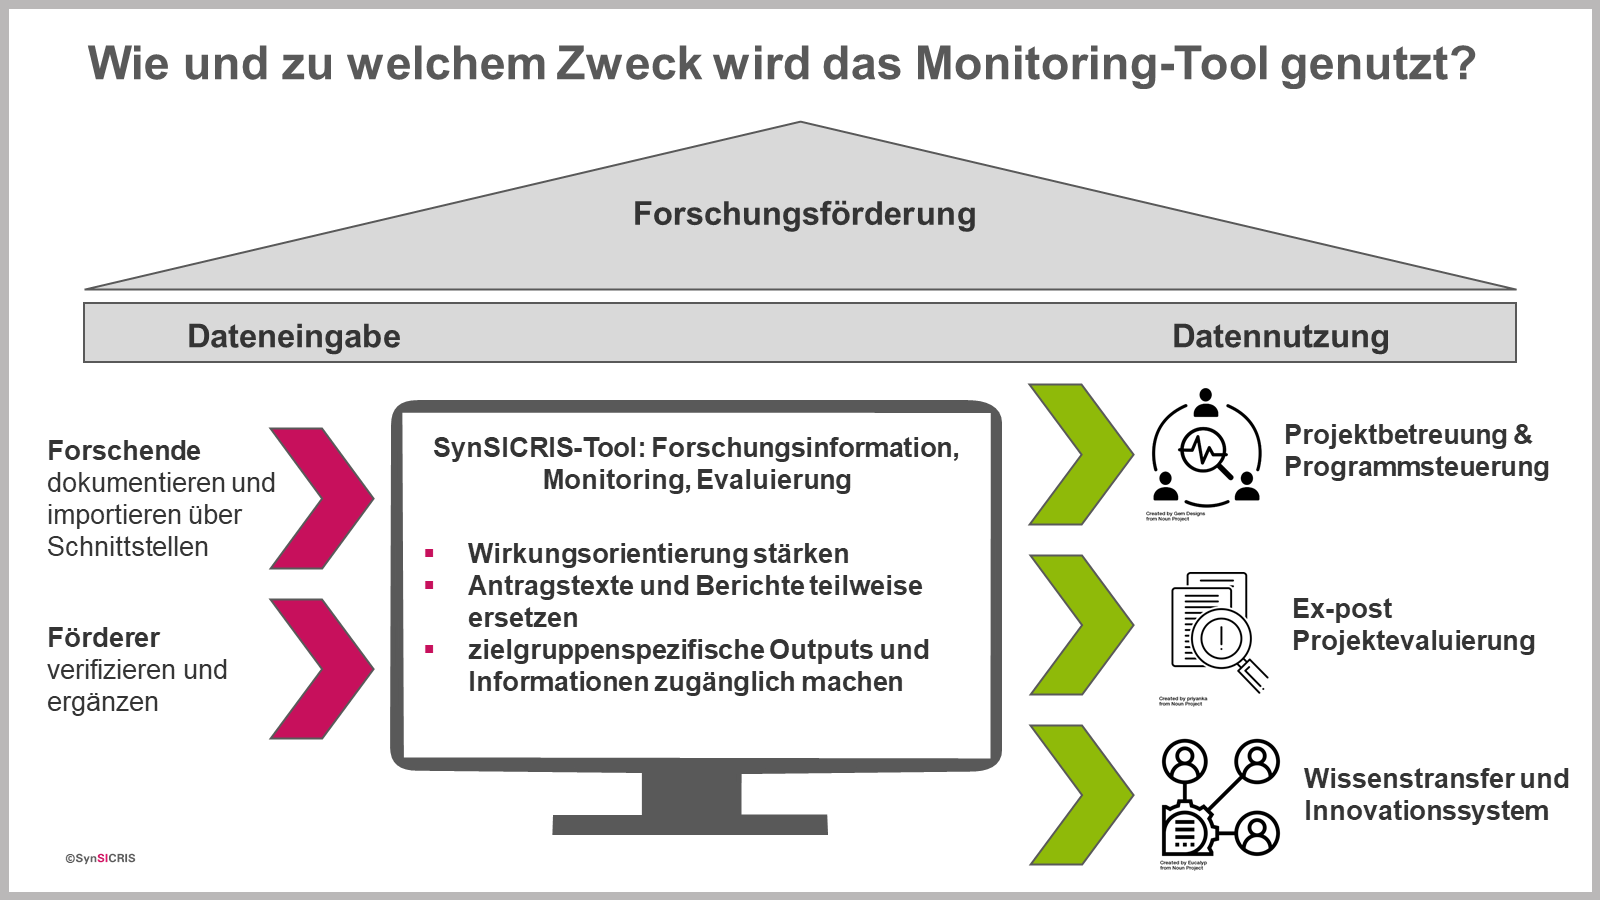 Wie und zu welchem Zweck wird das Monitoring-Tool genutzt?
Forschungsförderung
Dateneingabe
Datennutzung
Forschende
dokumentieren und
importieren über
Schnittstellen
Förderer
verifizieren und
ergänzen
SynSICRIS-Tool: Forschungsinformation,
Monitoring, Evaluierung
▪ Wirkungsorientierung stärken
▪ Antragstexte und Berichte teilweise
ersetzen
▪ zielgruppenspezifische Outputs und
Informationen zugänglich machen
Created by Gem Designs
from Noun Project
Projektbetreuung &
Programmsteuerung
Created by priyanka
from Noun Project
Ex-post
Projektevaluierung
Created by Eucalyp
from Noun Project
Wissenstransfer und
Innovationssystem
©SynSICRIS